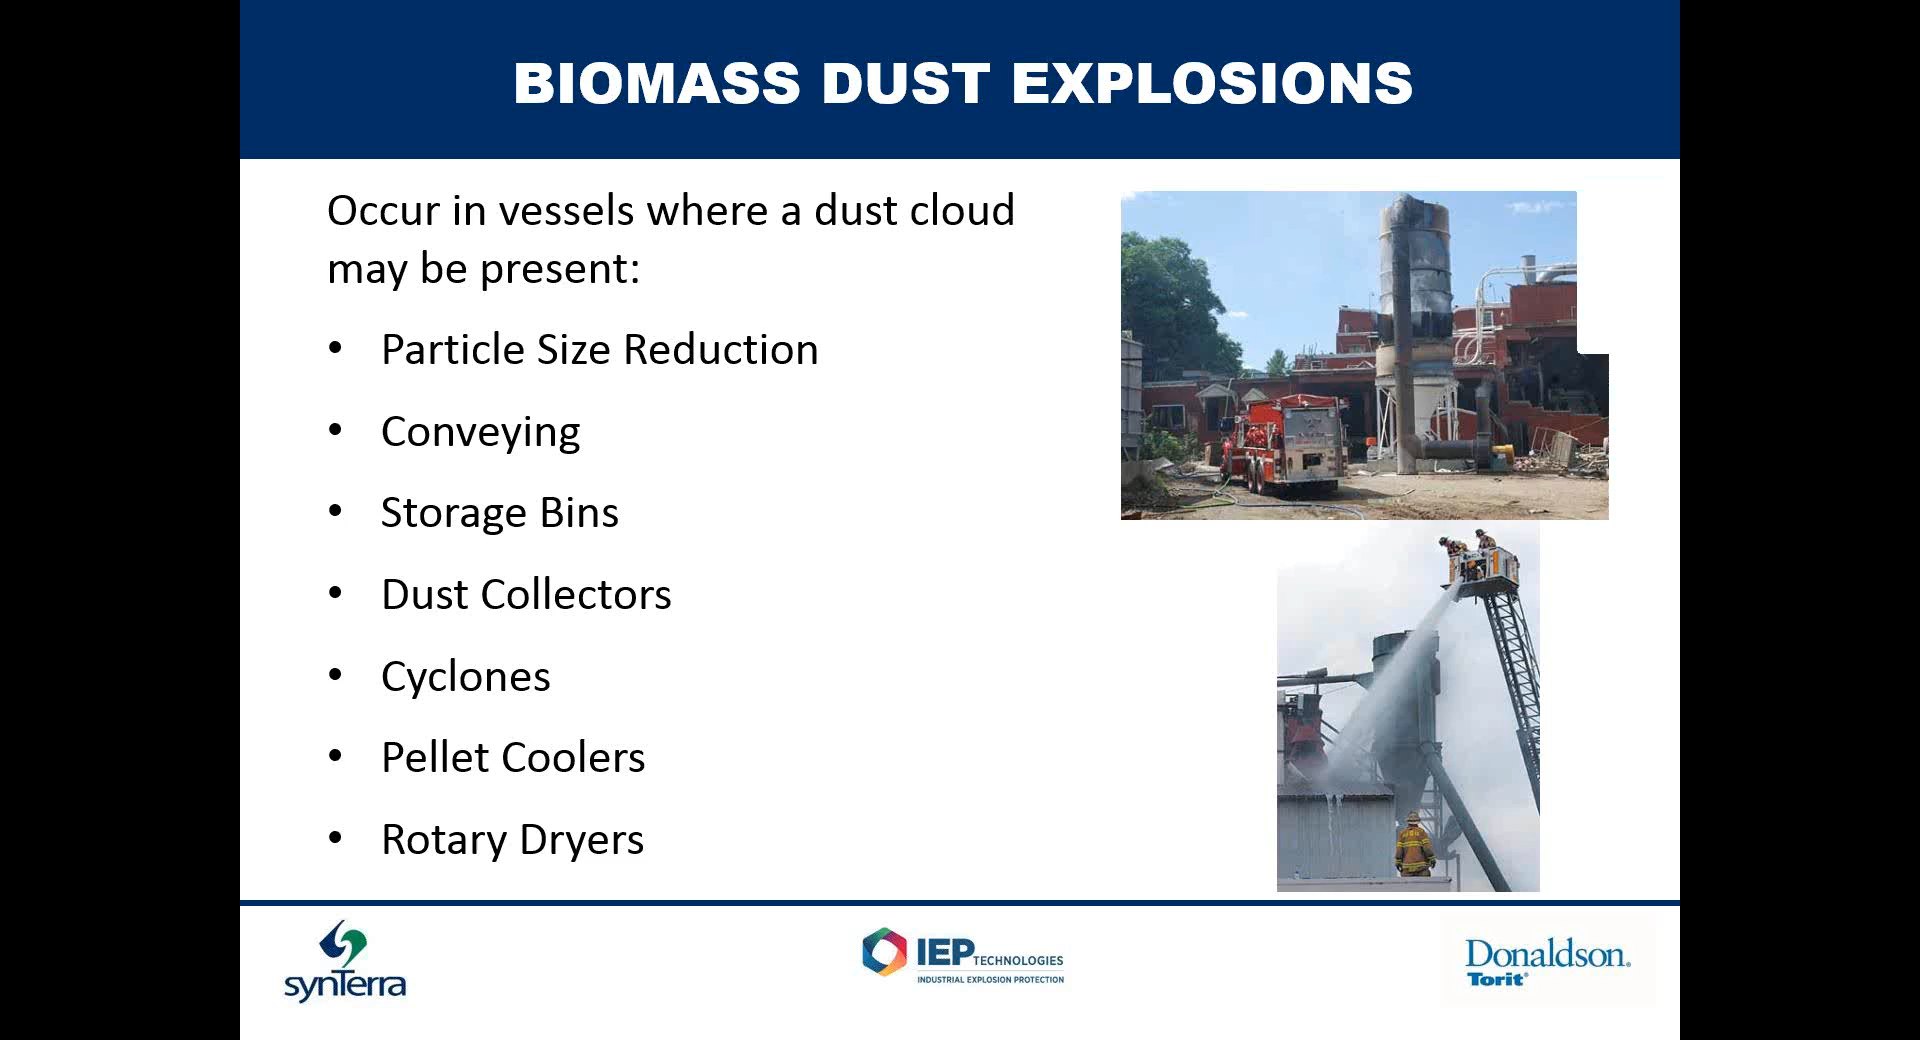 BIOMASS DUST EXPLOSIONS
Occur in vessels where a dust cloud
may be present:
• Particle Size Reduction
• Conveying
• Storage Bins
• Dust Collectors
• Cyclones
• Pellet Coolers
• Rotary Dryers
synTerra
IEP TECHNOLOGIES
INDUSTRIAL EXPLOSION PROTECTION
Donaldson®
Torit®